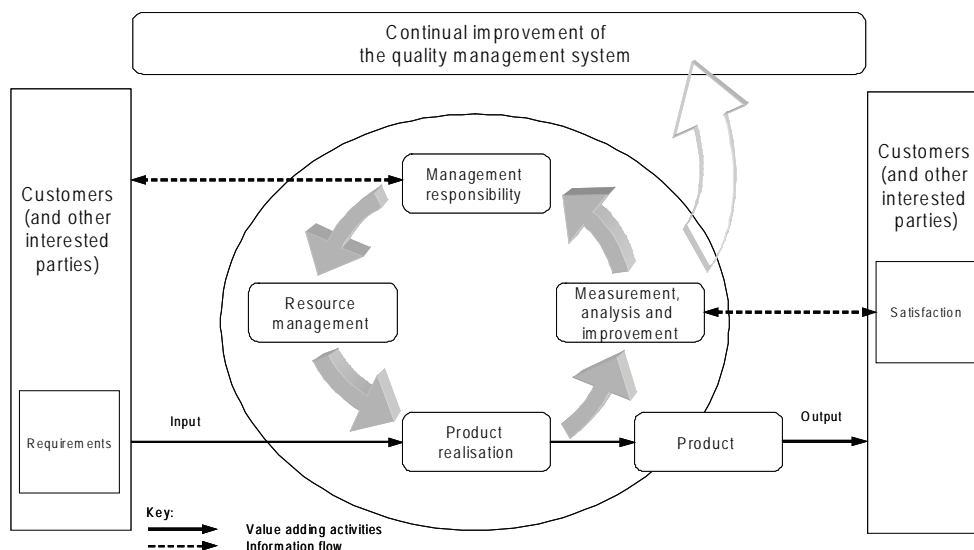 Continual improvement of
the quality management system
Customers
(and other
interested
parties)
Requirements
Management
responsibility
Resource
management
Measurement,
analysis and
improvement
Product
realisation
Product
Input
Output
Customers
(and other
interested
parties)
Satisfaction
Key:
Value adding activities
Information flow